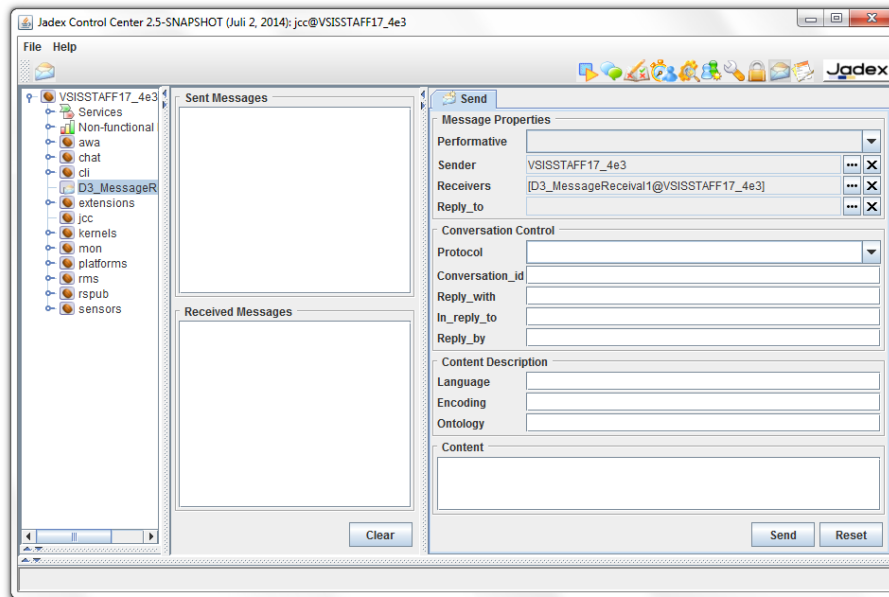 Jadex Control Center 2.5-SNAPSHOT (Juli 2, 2014): jcc@VSISSTAFF17_4e3
File Help
Jadex
VSISSTAFF17_4e3
Services
Non-functional
awa
chat
cli
D3_MessageR
extensions
jcc
kernels
mon
platforms
rms
rspub
sensors
Sent Messages
Received Messages
Clear
Send
Message Properties
Performative
Sender VSISSTAFF17_4e3
Receivers [D3_MessageReceival1@VSISSTAFF17_4e3]
Reply_to
Conversation Control
Protocol
Conversation_id
Reply_with
In_reply_to
Reply_by
Content Description
Language
Encoding
Ontology
Content
Send Reset